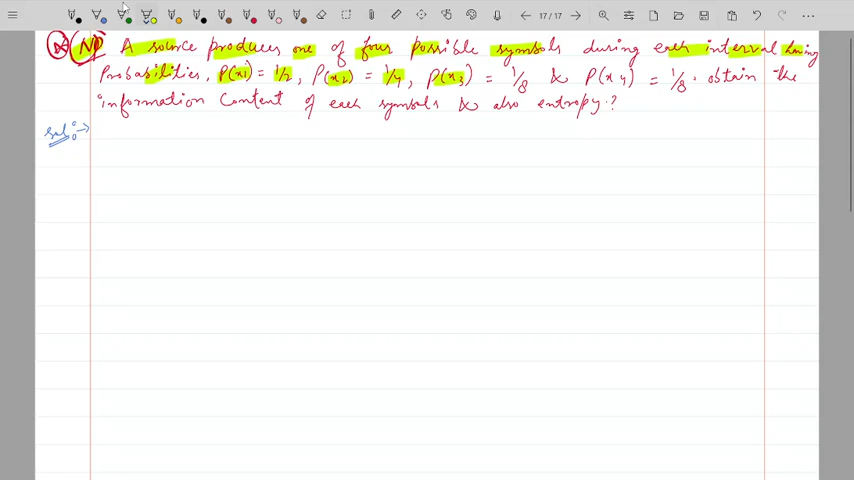 17 / 17
No A source produces one of four possible symbols during each interval having
Probabilities, P(x1) = 1/2, P(x2) = 1/4, P(x3) = 1/8 & P(x4) = 1/8. obtain the
information Content of each symbols & also entropy.?
Sol:→